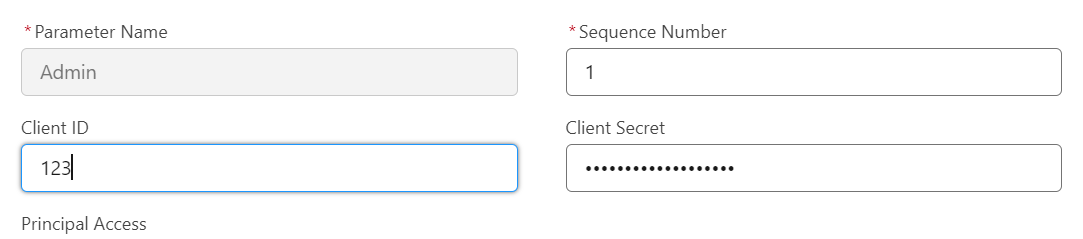 *Parameter Name
*Sequence Number
Admin
1
Client ID
Client Secret
123
•••••••••••••••••••
Principal Access